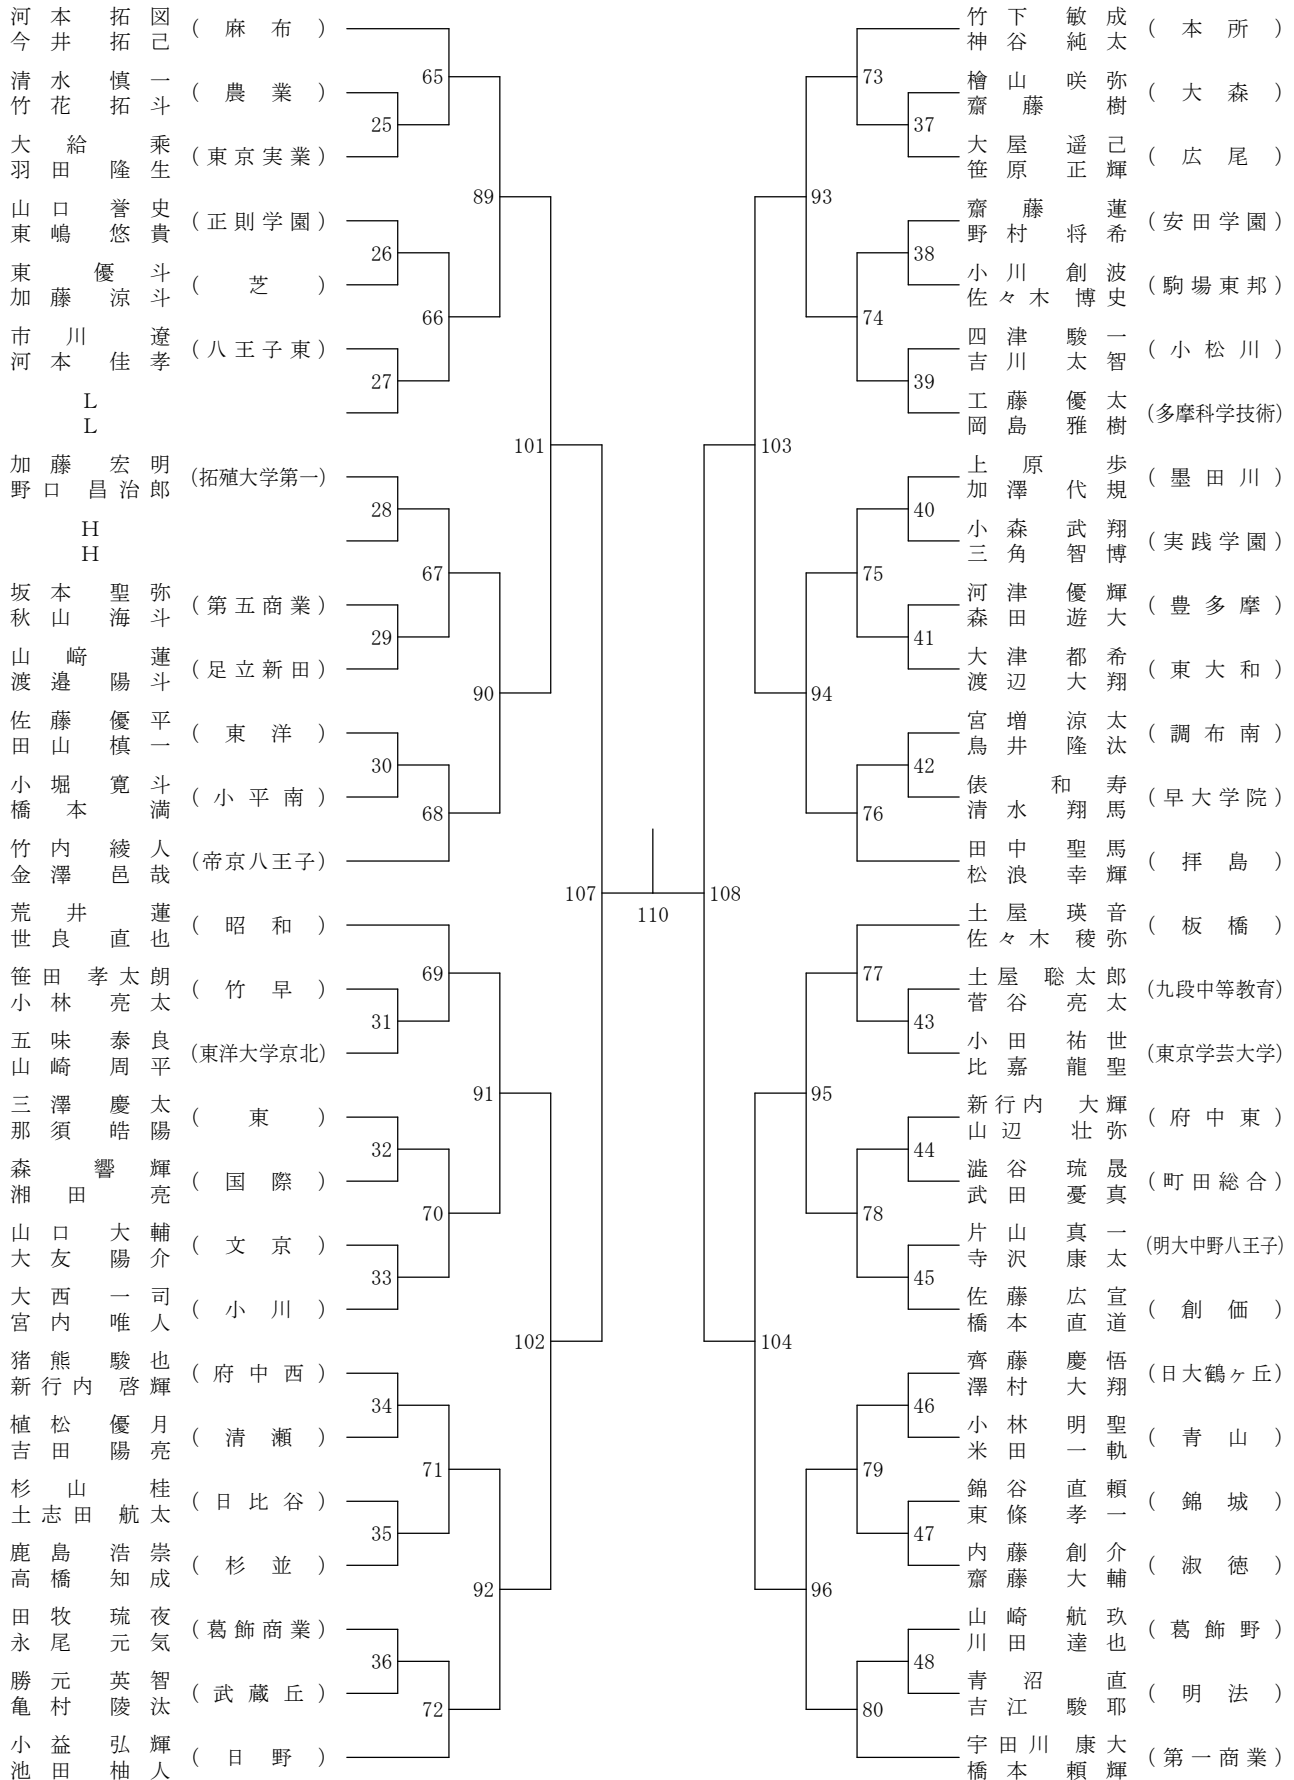 河本 拓図
今井 拓己
(麻布)
清水 慎一
竹花 拓斗
(農業)
大給 乗
羽田 隆生
(東京実業)
山口 誉史
東嶋 悠貴
(正則学園)
東 優斗
加藤 涼斗
(芝)
市川 遼
河本 佳孝
(八王子東)
L
L
加藤 宏明
野口 昌治郎
(拓殖大学第一)
H
H
坂本 聖弥
秋山 海斗
(第五商業)
山﨑 蓮
渡邉 陽斗
(足立新田)
佐藤 優平
田山 槙一
(東洋)
小堀 寛斗
橋本 満
(小平南)
竹内 綾人
金澤 邑哉
(帝京八王子)
荒井 蓮
世良 直也
(昭和)
笹田 孝太朗
小林 亮太
(竹早)
五味 泰良
山崎 周平
(東洋大学京北)
三澤 慶太
那須 皓陽
(東)
森 響輝
湘田 亮
(国際)
山口 大輔
大友 陽介
(文京)
大西 一司
宮内 唯人
(小川)
猪熊 駿也
新行内 啓輝
(府中西)
植松 優月
吉田 陽亮
(清瀬)
杉山 桂
土志田 航太
(日比谷)
鹿島 浩崇
高橋 知成
(杉並)
田牧 琉夜
永尾 元気
(葛飾商業)
勝元 英智
亀村 陵汰
(武蔵丘)
小益 弘輝
池田 柚人
(日野)
65
25
89
26
66
27
101
28
67
29
90
30
68
107
69
31
91
32
70
33
102
34
71
35
92
36
72
110
108
73
37
93
38
74
39
103
40
75
41
94
42
76
77
43
95
44
78
45
104
46
79
47
96
48
80
竹下 敏成
神谷 純太
(本所)
檜山 咲弥
齋藤 樹
(大森)
大屋 遥己
笹原 正輝
(広尾)
齋藤 蓮
野村 将希
(安田学園)
小川 創波
佐々木 博史
(駒場東邦)
四津 駿一
吉川 太智
(小松川)
工藤 優太
岡島 雅樹
(多摩科学技術)
上原 歩
加澤 代規
(墨田川)
小森 武翔
三角 智博
(実践学園)
河津 優輝
森田 遊大
(豊多摩)
大津 都希
渡辺 大翔
(東大和)
宮増 涼太
鳥井 隆汰
(調布南)
俵 和寿
清水 翔馬
(早大学院)
田中 聖馬
松浪 幸輝
(拝島)
土屋 瑛音
佐々木 稜弥
(板橋)
土屋 聡太郎
菅谷 亮太
(九段中等教育)
小田 祐世
比嘉 龍聖
(東京学芸大学)
新行内 大輝
山辺 壮弥
(府中東)
澁谷 琉晟
武田 憂真
(町田総合)
片山 真一
寺沢 康太
(明大中野八王子)
佐藤 広宣
橋本 直道
(創価)
齊藤 慶悟
澤村 大翔
(日大鶴ヶ丘)
小林 明聖
米田 一軌
(青山)
錦谷 直頼
東條 孝一
(錦城)
内藤 創介
齋藤 大輔
(淑徳)
山崎 航玖
川田 達也
(葛飾野)
青沼 直
吉江 駿耶
(明法)
宇田川 康大
橋本 頼輝
(第一商業)